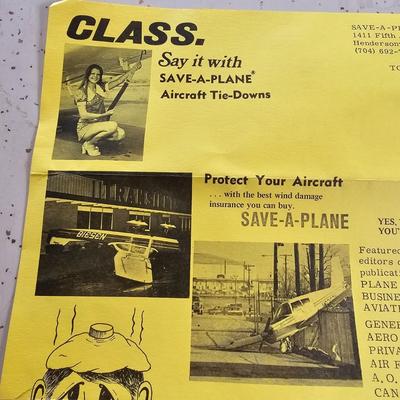 CLASS.
Say it with
SAVE-A-PLANE®
Aircraft Tie-Downs
SAVE-A-P
1411 Fifth
Henderson
(704) 692-
TO
TRANSIT
Protect Your Aircraft
. . . with the best wind damage
insurance you can buy.
SAVE-A-PLANE
YES,
YOU'
Featured
editors o
publicatio
PLANE
BUSINE
AVIATI
GENER
AERO
PRIVA
AIR F
A. O.
CAN